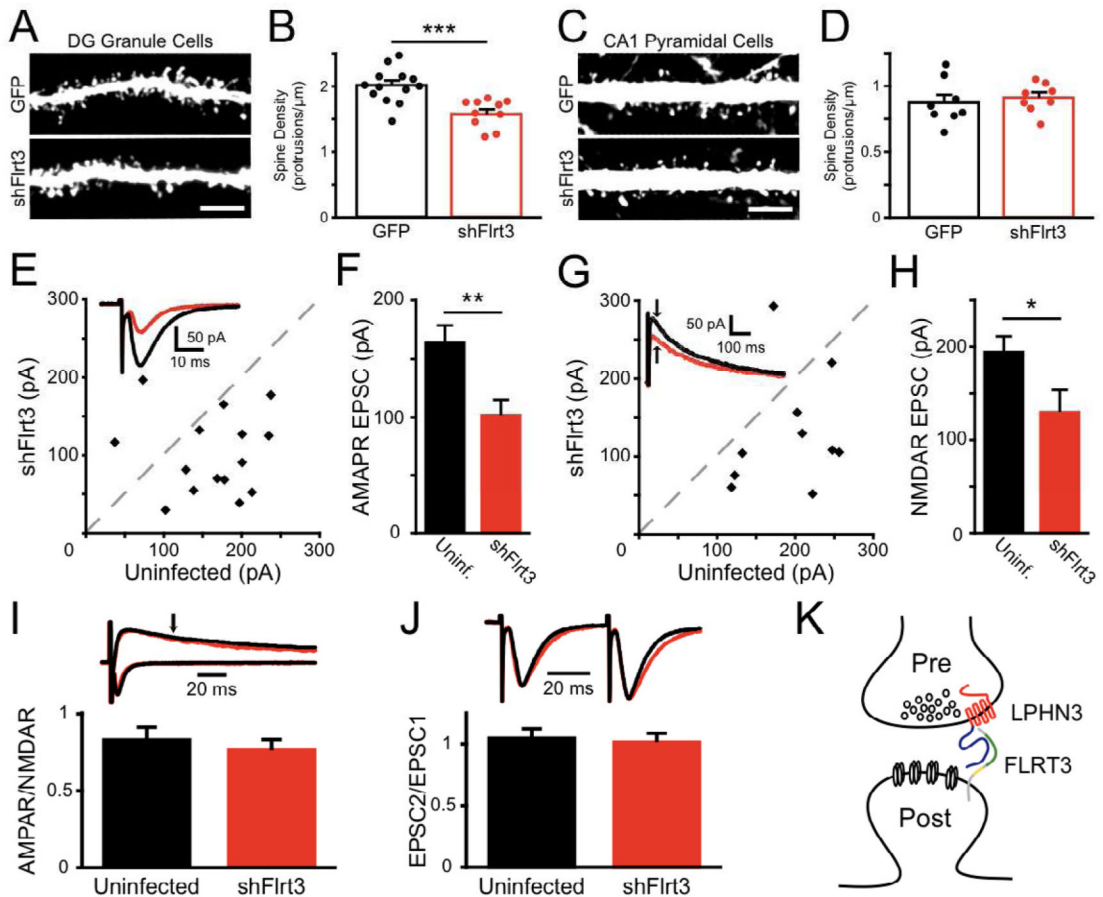 A
DG Granule Cells
GFP
shFlrt3
B
***
Spine Density
(protrusions/µm)
2
1
0
GFP
shFlrt3
C
CA1 Pyramidal Cells
GFP
shFlrt3
D
Spine Density
(protrusions/µm)
1
0.5
0
GFP
shFlrt3
E
shFlrt3 (pA)
300
200
100
0
100
200
300
Uninfected (pA)
50 pA
10 ms
F
**
AMAPR EPSC (pA)
200
100
0
Uninf.
shFlrt3
G
shFlrt3 (pA)
300
200
100
0
100
200
300
Uninfected (pA)
50 pA
100 ms
H
*
NMDAR EPSC (pA)
200
100
0
Uninf.
shFlrt3
I
20 ms
AMPAR/NMDAR
1
0.5
0
Uninfected
shFlrt3
J
20 ms
EPSC2/EPSC1
1
0.5
0
Uninfected
shFlrt3
K
Pre
LPHN3
FLRT3
Post